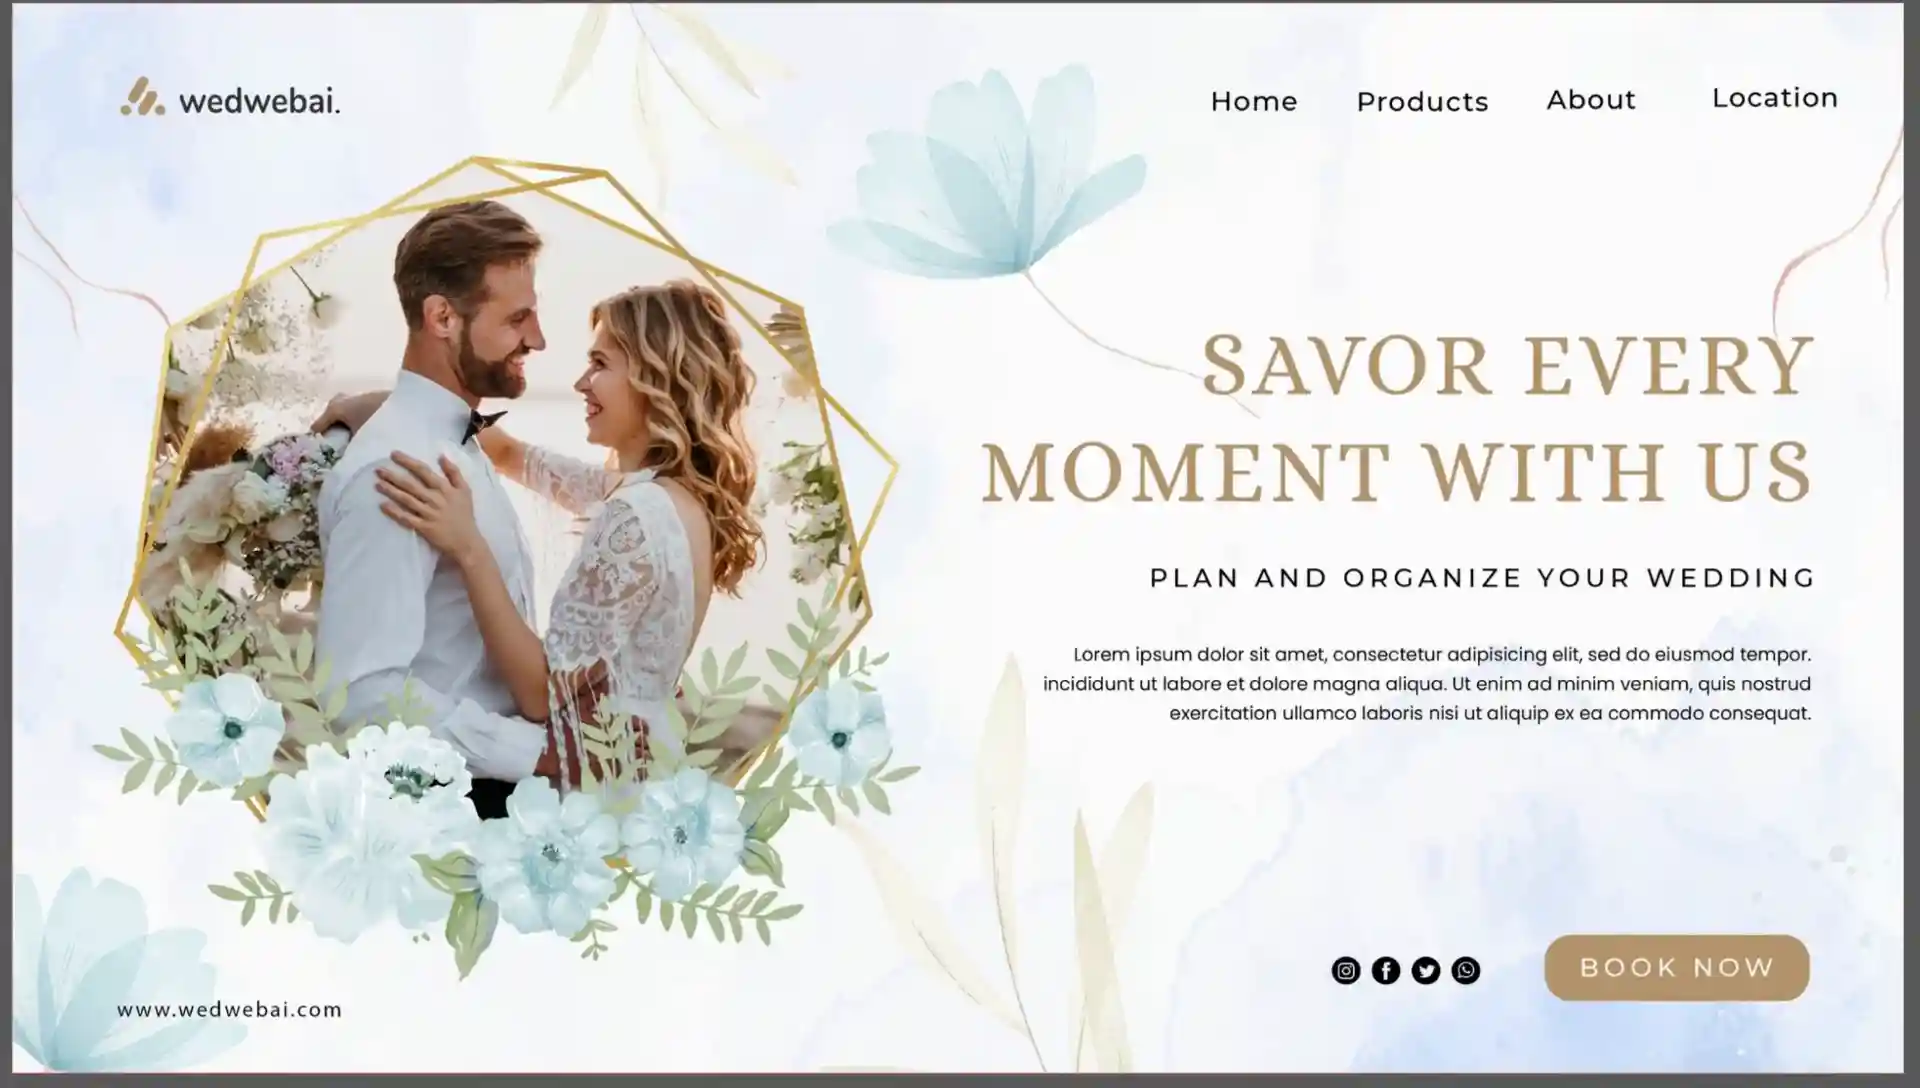 wedwebai.
Home Products About Location
SAVOR EVERY
MOMENT WITH US
PLAN AND ORGANIZE YOUR WEDDING
Lorem ipsum dolor sit amet, consectetur adipisicing elit, sed do eiusmod tempor.
incididunt ut labore et dolore magna aliqua. Ut enim ad minim veniam, quis nostrud
exercitation ullamco laboris nisi ut aliquip ex ea commodo consequat.
BOOK NOW
www.wedwebai.com